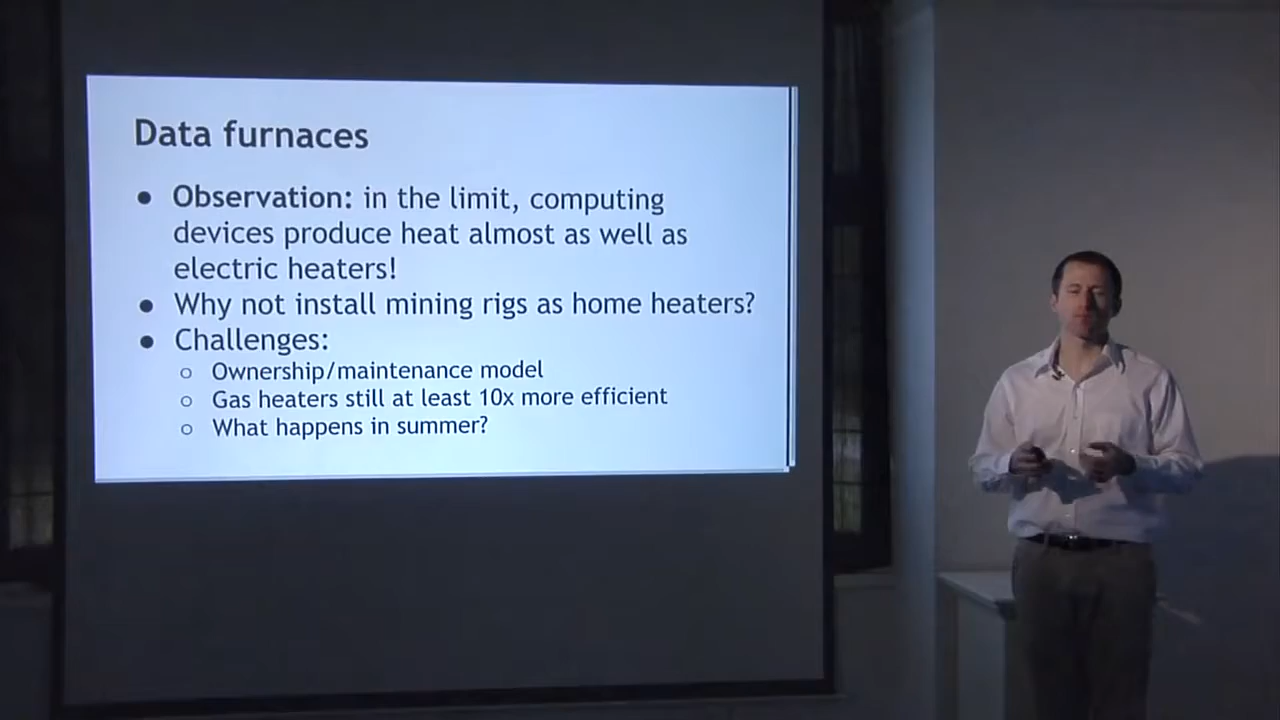 Data furnaces
● Observation: in the limit, computing
devices produce heat almost as well as
electric heaters!
● Why not install mining rigs as home heaters?
● Challenges:
○ Ownership/maintenance model
○ Gas heaters still at least 10x more efficient
○ What happens in summer?